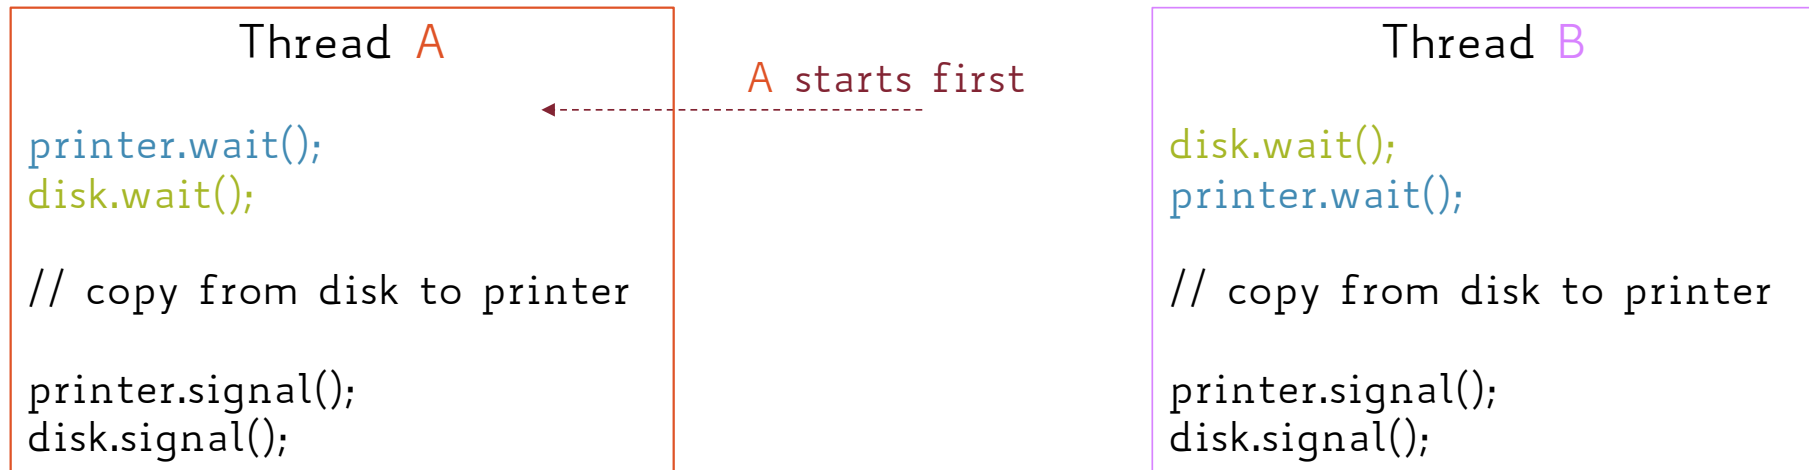 Thread A
printer.wait();
disk.wait();
// copy from disk to printer
printer.signal();
disk.signal();
A starts first
Thread B
disk.wait();
printer.wait();
// copy from disk to printer
printer.signal();
disk.signal();